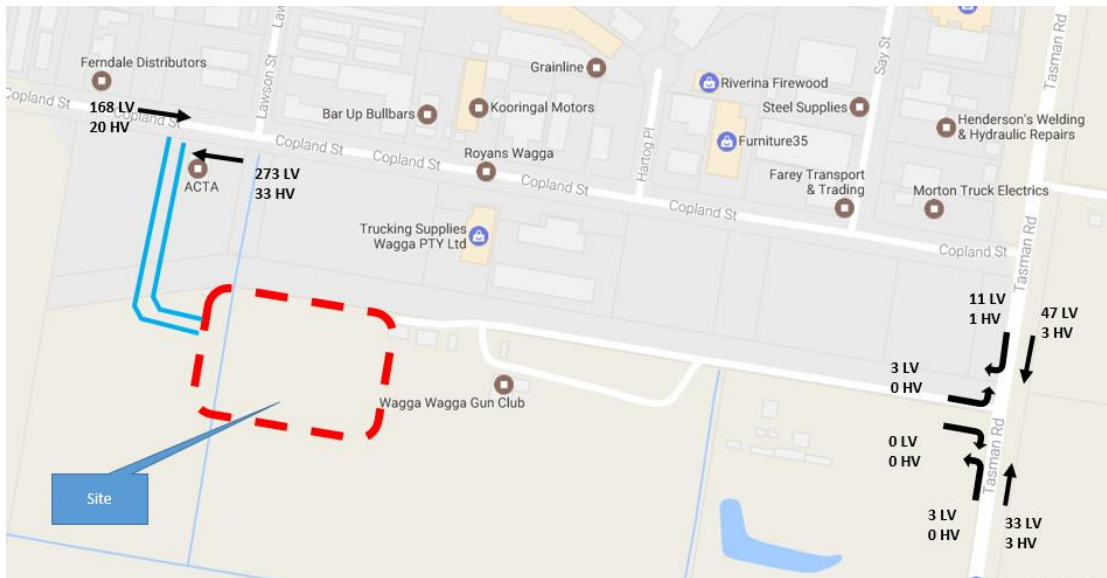 Ferndale Distributors
Copland St
168 LV
20 HV
Copland St
Lawson St
Grainline
Riverina Firewood
Say St
Tasman Rd
Bar Up Bullbars
Kooringal Motors
Steel Supplies
Henderson's Welding
& Hydraulic Repairs
Hartog Pl
Furniture35
Royans Wagga
Copland St
Copland St
ACTA
273 LV
33 HV
Copland St
Farey Transport
& Trading
Morton Truck Electrics
Copland St
Trucking Supplies
Wagga PTY Ltd
Copland St
Tasman Rd
11 LV
1 HV
47 LV
3 HV
3 LV
0 HV
Wagga Wagga Gun Club
0 LV
0 HV
Tasman Rd
Site
3 LV
0 HV
33 LV
3 HV